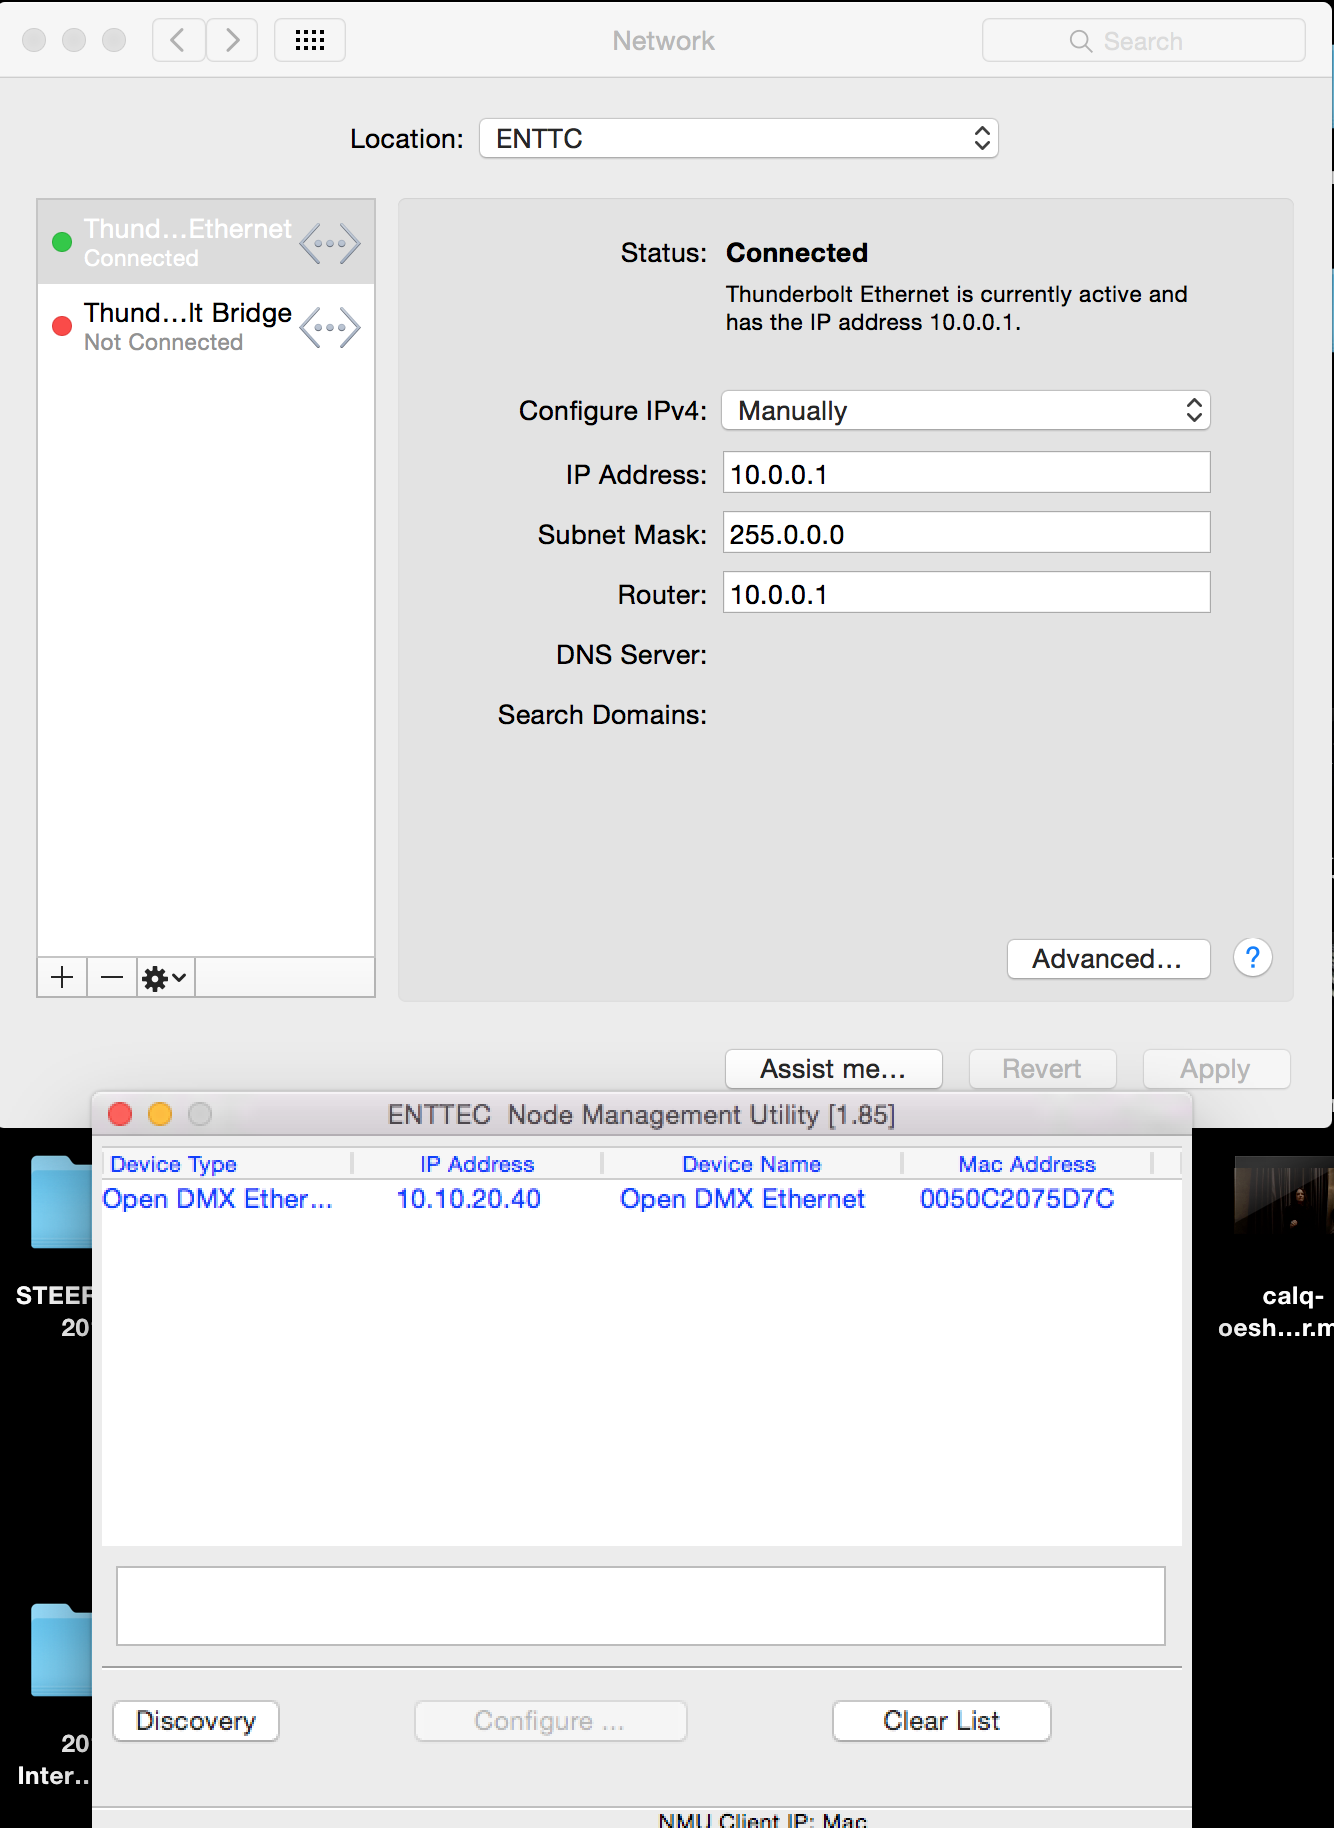 Network
Search
Location: ENTTC
Thund...Ethernet
Connected
Thund...lt Bridge
Not Connected
Status: Connected
Thunderbolt Ethernet is currently active and
has the IP address 10.0.0.1.
Configure IPv4: Manually
IP Address: 10.0.0.1
Subnet Mask: 255.0.0.0
Router: 10.0.0.1
DNS Server:
Search Domains:
Advanced...
?
Assist me...
Revert
Apply
ENTTEC Node Management Utility [1.85]
Device Type IP Address Device Name Mac Address
Open DMX Ether... 10.10.20.40 Open DMX Ethernet 0050C2075D7C
STEER
20
calq-
oesh...r.m
20
Inter...
Discovery
Configure ...
Clear List
NMU Client IP: Mac